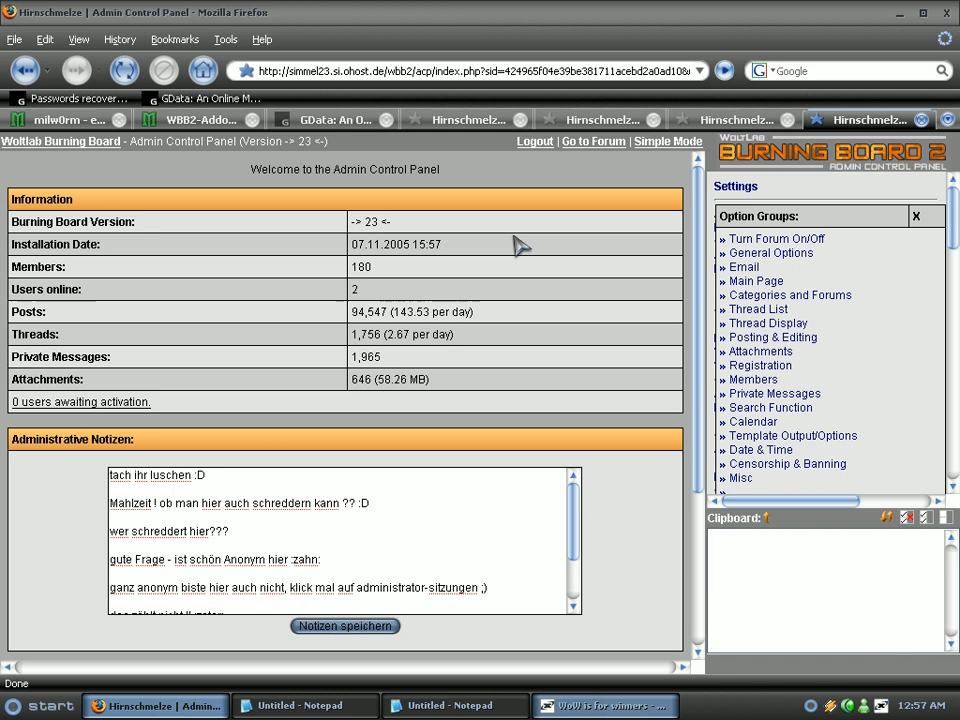 Hirnschmelze | Admin Control Panel - Mozilla Firefox
File Edit View History Bookmarks Tools Help
http://simmel23.si.ohost.de/wbb2/acp/index.php?sid=424965f04e39be381711acebd2a0ad10& Google
Passwords recover... GData: An Online M...
milw0rm - e... WBB2-Addo... GData: An O... Hirnschmelz... Hirnschmelz... Hirnschmelz... Hirnschmelz...
Woltlab Burning Board - Admin Control Panel (Version -> 23 <-) Logout | Go to Forum | Simple Mode
WOLTLAB
BURNING BOARD 2
ADMIN CONTROL PANEL
Welcome to the Admin Control Panel
Information
Burning Board Version: -> 23 <-
Installation Date: 07.11.2005 15:57
Members: 180
Users online: 2
Posts: 94,547 (143.53 per day)
Threads: 1,756 (2.67 per day)
Private Messages: 1,965
Attachments: 646 (58.26 MB)
0 users awaiting activation.
Administrative Notizen:
tach ihr luschen :D
Mahlzeit ! ob man hier auch schreddern kann ?? :D
wer schreddert hier???
gute Frage - ist schön Anonym hier :zahn:
ganz anonym biste hier auch nicht, klick mal auf administrator-sitzungen ;)
Notizen speichern
Settings
Option Groups: X
» Turn Forum On/Off
» General Options
» Email
» Main Page
» Categories and Forums
» Thread List
» Thread Display
» Posting & Editing
» Attachments
» Registration
» Members
» Private Messages
» Search Function
» Calendar
» Template Output/Options
» Date & Time
» Censorship & Banning
» Misc
Clipboard:
Done
start Hirnschmelze | Admin... Untitled - Notepad Untitled - Notepad WoW is for winners - ... 12:57 AM